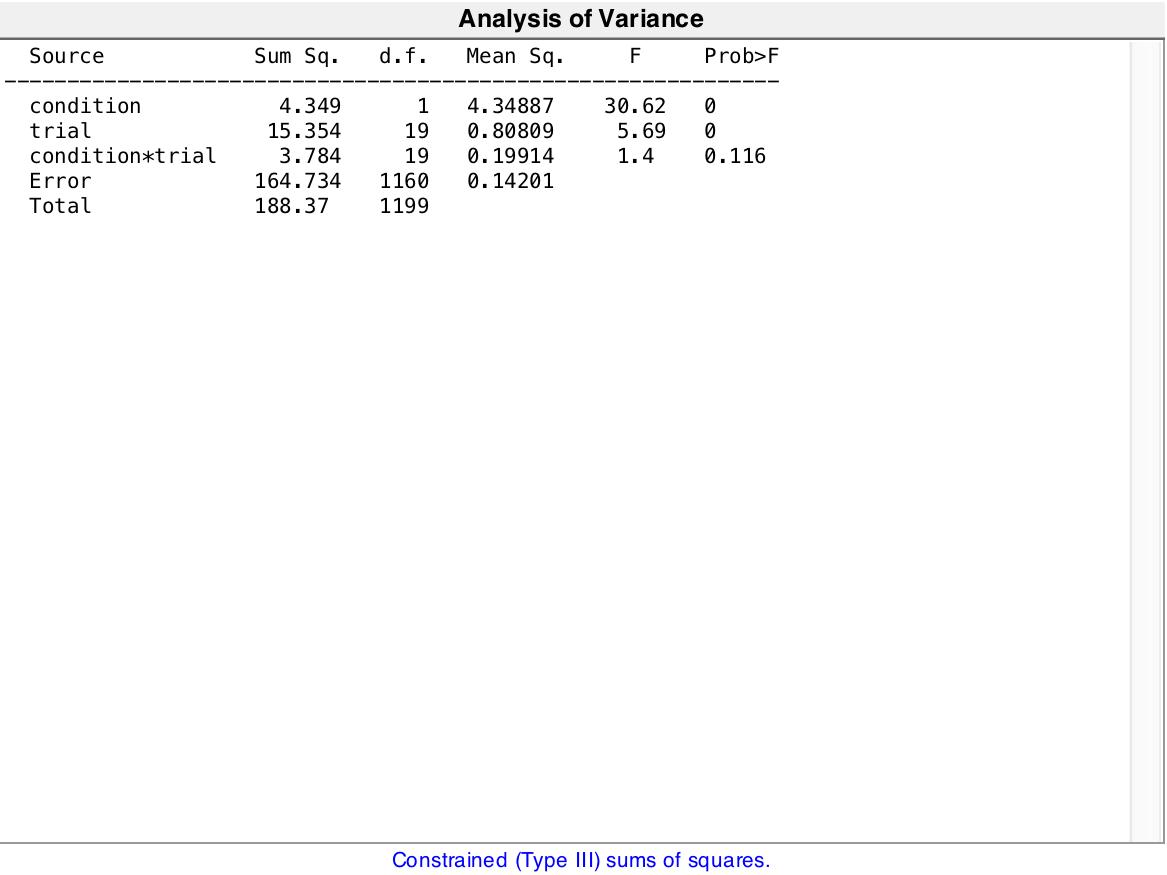 Analysis of Variance
Source Sum Sq. d.f. Mean Sq. F Prob>F
condition 4.349 1 4.34887 30.62 0
trial 15.354 19 0.80809 5.69 0
condition*trial 3.784 19 0.19914 1.4 0.116
Error 164.734 1160 0.14201
Total 188.37 1199
Constrained (Type III) sums of squares.